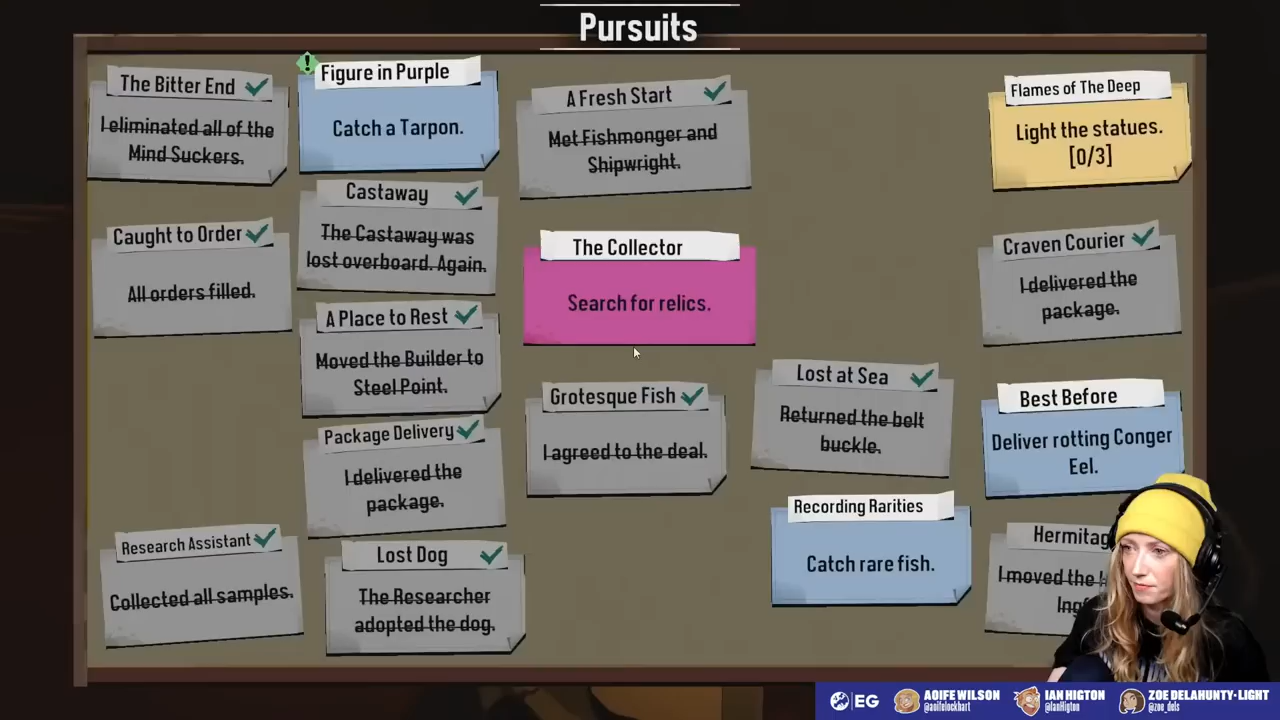 Pursuits
The Bitter End
I eliminated all of the
Mind Suckers.
!
Figure in Purple
Catch a Tarpon.
A Fresh Start
Met Fishmonger and
Shipwright.
Flames of The Deep
Light the statues.
[0/3]
Castaway
The Castaway was
lost overboard. Again.
Caught to Order
All orders filled.
The Collector
Search for relics.
Craven Courier
I delivered the
package.
A Place to Rest
Moved the Builder to
Steel Point.
Grotesque Fish
I agreed to the deal.
Lost at Sea
Returned the belt
buckle.
Best Before
Deliver rotting Conger
Eel.
Package Delivery
I delivered the
package.
Recording Rarities
Catch rare fish.
Research Assistant
Collected all samples.
Lost Dog
The Researcher
adopted the dog.
Hermitag
I moved the
EG
AOIFE WILSON
@aoifelockhart
IAN HIGTON
@IanHigton
ZOE DELAHUNTY-LIGHT
@zoe_dels